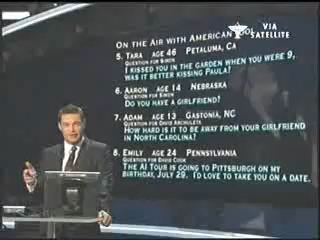 VIA
SATELLITE
ON THE AIR WITH AMERICAN IDOL
5. TARA AGE 46 PETALUMA, CA
QUESTION FOR SIMON
I KISSED YOU IN THE GARDEN WHEN YOU WERE 9,
WAS IT BETTER KISSING PAULA?
6. AARON AGE 14 NEBRASKA
QUESTION FOR SIMON
DO YOU HAVE A GIRLFRIEND?
7. ADAM AGE 13 GASTONIA, NC
QUESTION FOR DAVID ARCHULETA
HOW HARD IS IT TO BE AWAY FROM YOUR GIRLFRIEND
IN NORTH CAROLINA?
8. EMILY AGE 24 PENNSYLVANIA
QUESTION FOR DAVID COOK
THE AI TOUR IS GOING TO PITTSBURGH ON MY
BIRTHDAY, JULY 29. I'D LOVE TO TAKE YOU ON A DATE.